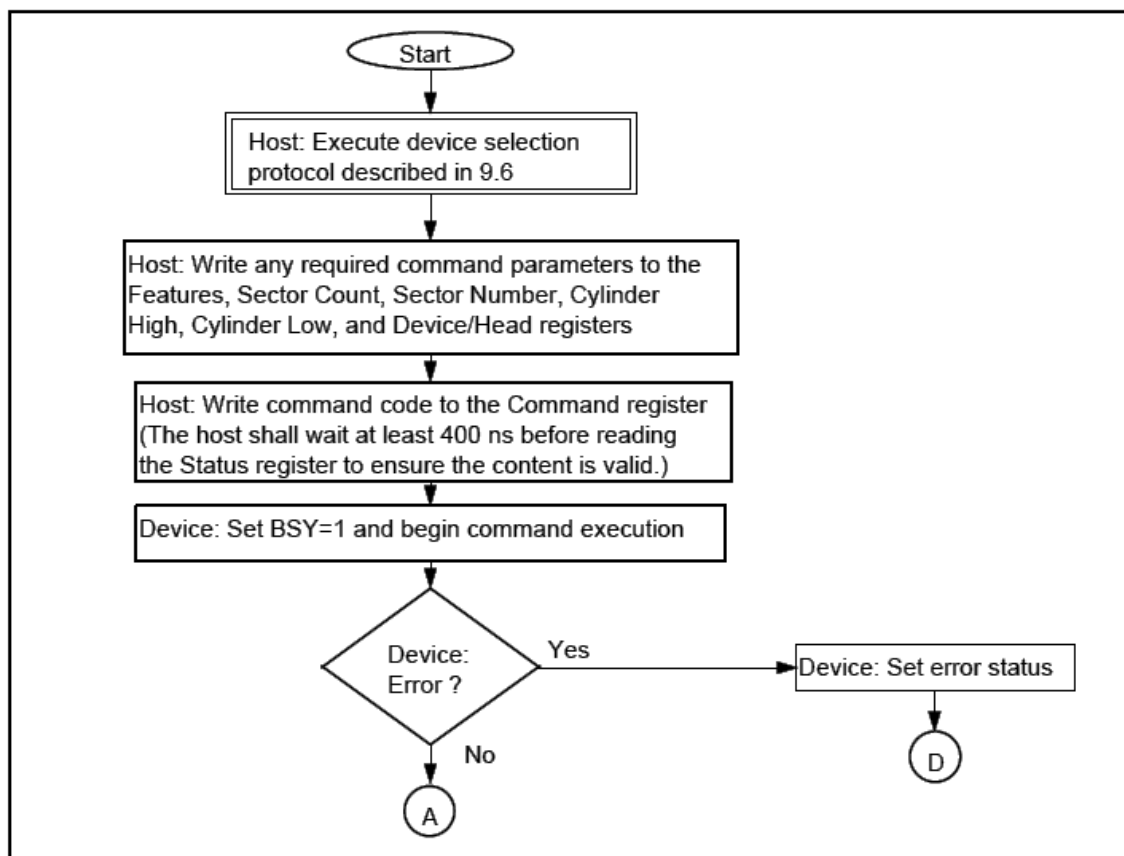 Start
Host: Execute device selection
protocol described in 9.6
Host: Write any required command parameters to the
Features, Sector Count, Sector Number, Cylinder
High, Cylinder Low, and Device/Head registers
Host: Write command code to the Command register
(The host shall wait at least 400 ns before reading
the Status register to ensure the content is valid.)
Device: Set BSY=1 and begin command execution
Device:
Error ?
Yes
Device: Set error status
No
D
A